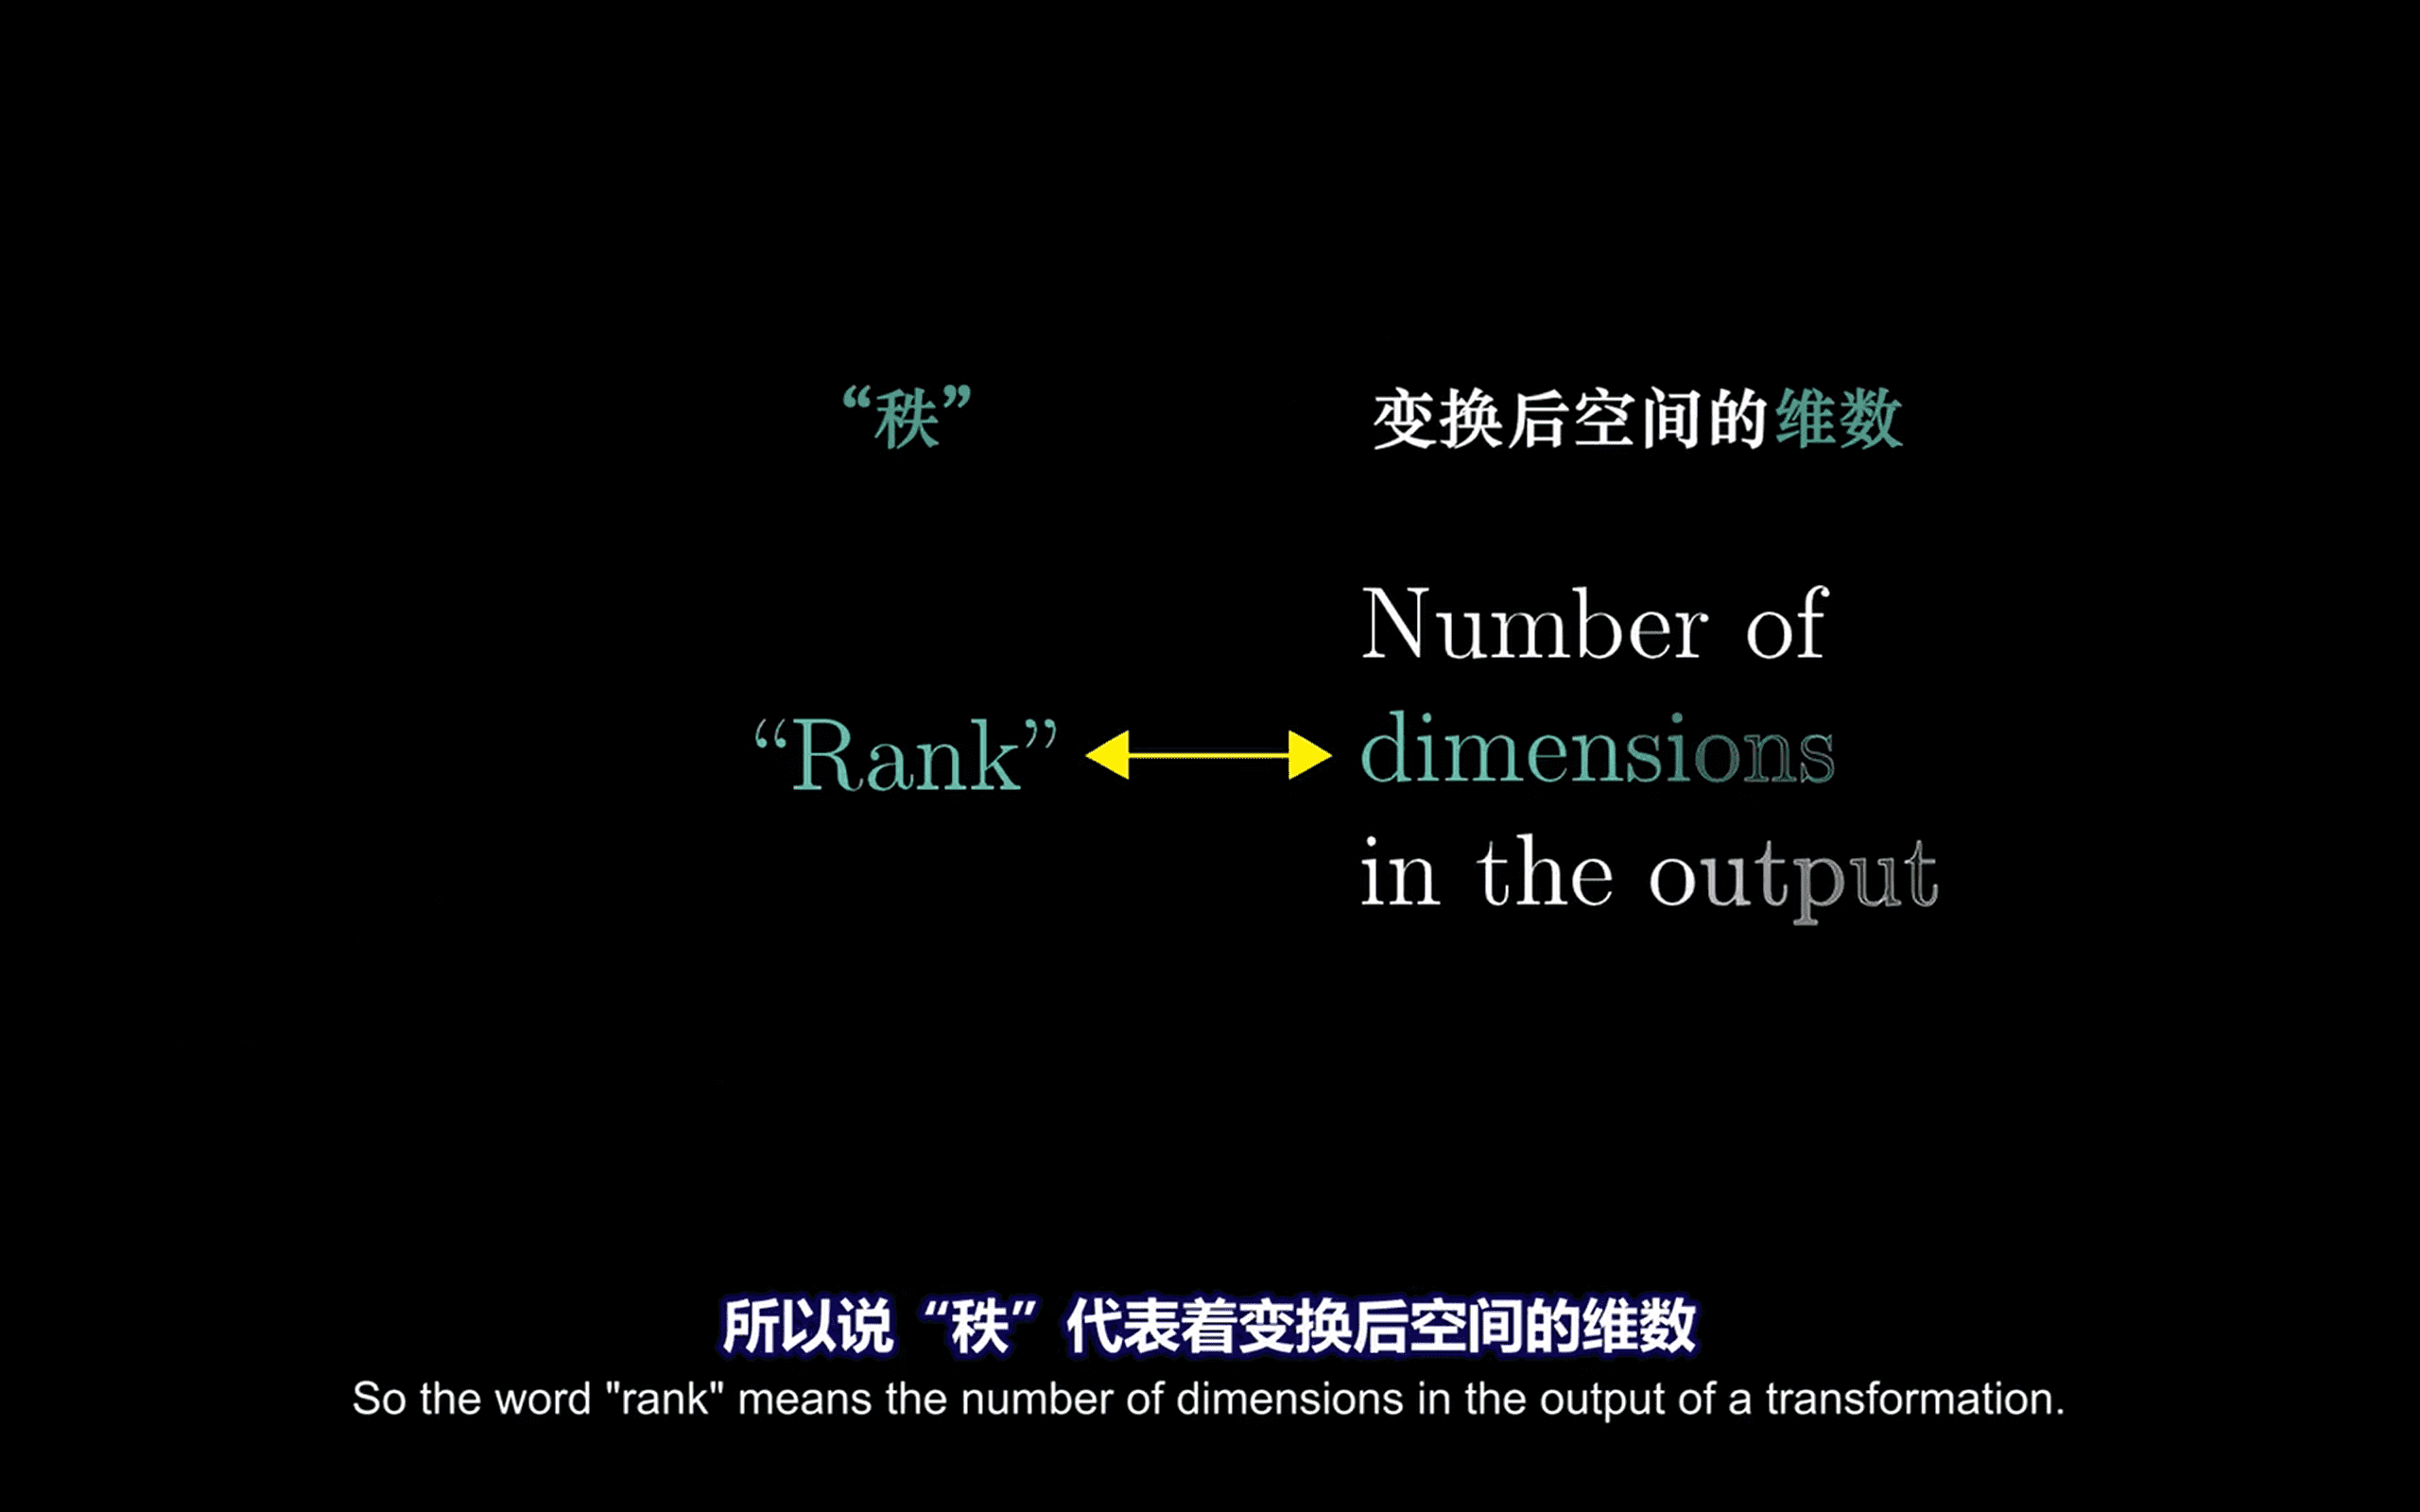 “秩”
变换后空间的维数
Number of
“Rank”
dimensions
in the output
所以说“秩”代表着变换后空间的维数
So the word "rank" means the number of dimensions in the output of a transformation.